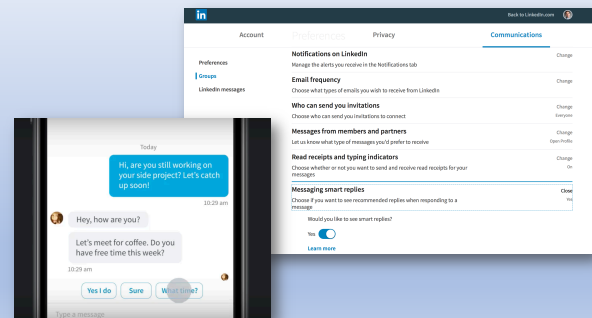 in
Back to LinkedIn.com
Account
Preferences
Privacy
Communications
Preferences
Groups
LinkedIn messages
Notifications on LinkedIn
Change
Manage the alerts you receive in the Notifications tab
Email frequency
Change
Choose what types of emails you wish to receive from LinkedIn
Who can send you invitations
Change
Choose who can send you invitations to connect
Everyone
Messages from members and partners
Change
Let us know what type of messages you'd prefer to receive
Open Profile
Read receipts and typing indicators
Change
Choose whether or not you want to send and receive read receipts for your
On
messages
Messaging smart replies
Close
Choose if you want to see recommended replies when responding to a
Yes
message
Would you like to see smart replies?
Yes
Learn more
Today
Hi, are you still working on
your side project? Let's catch
up soon!
10:29 am
Hey, how are you?
Let's meet for coffee. Do you
have free time this week?
10:29 am
Yes I do
Sure
What time?
Type a message